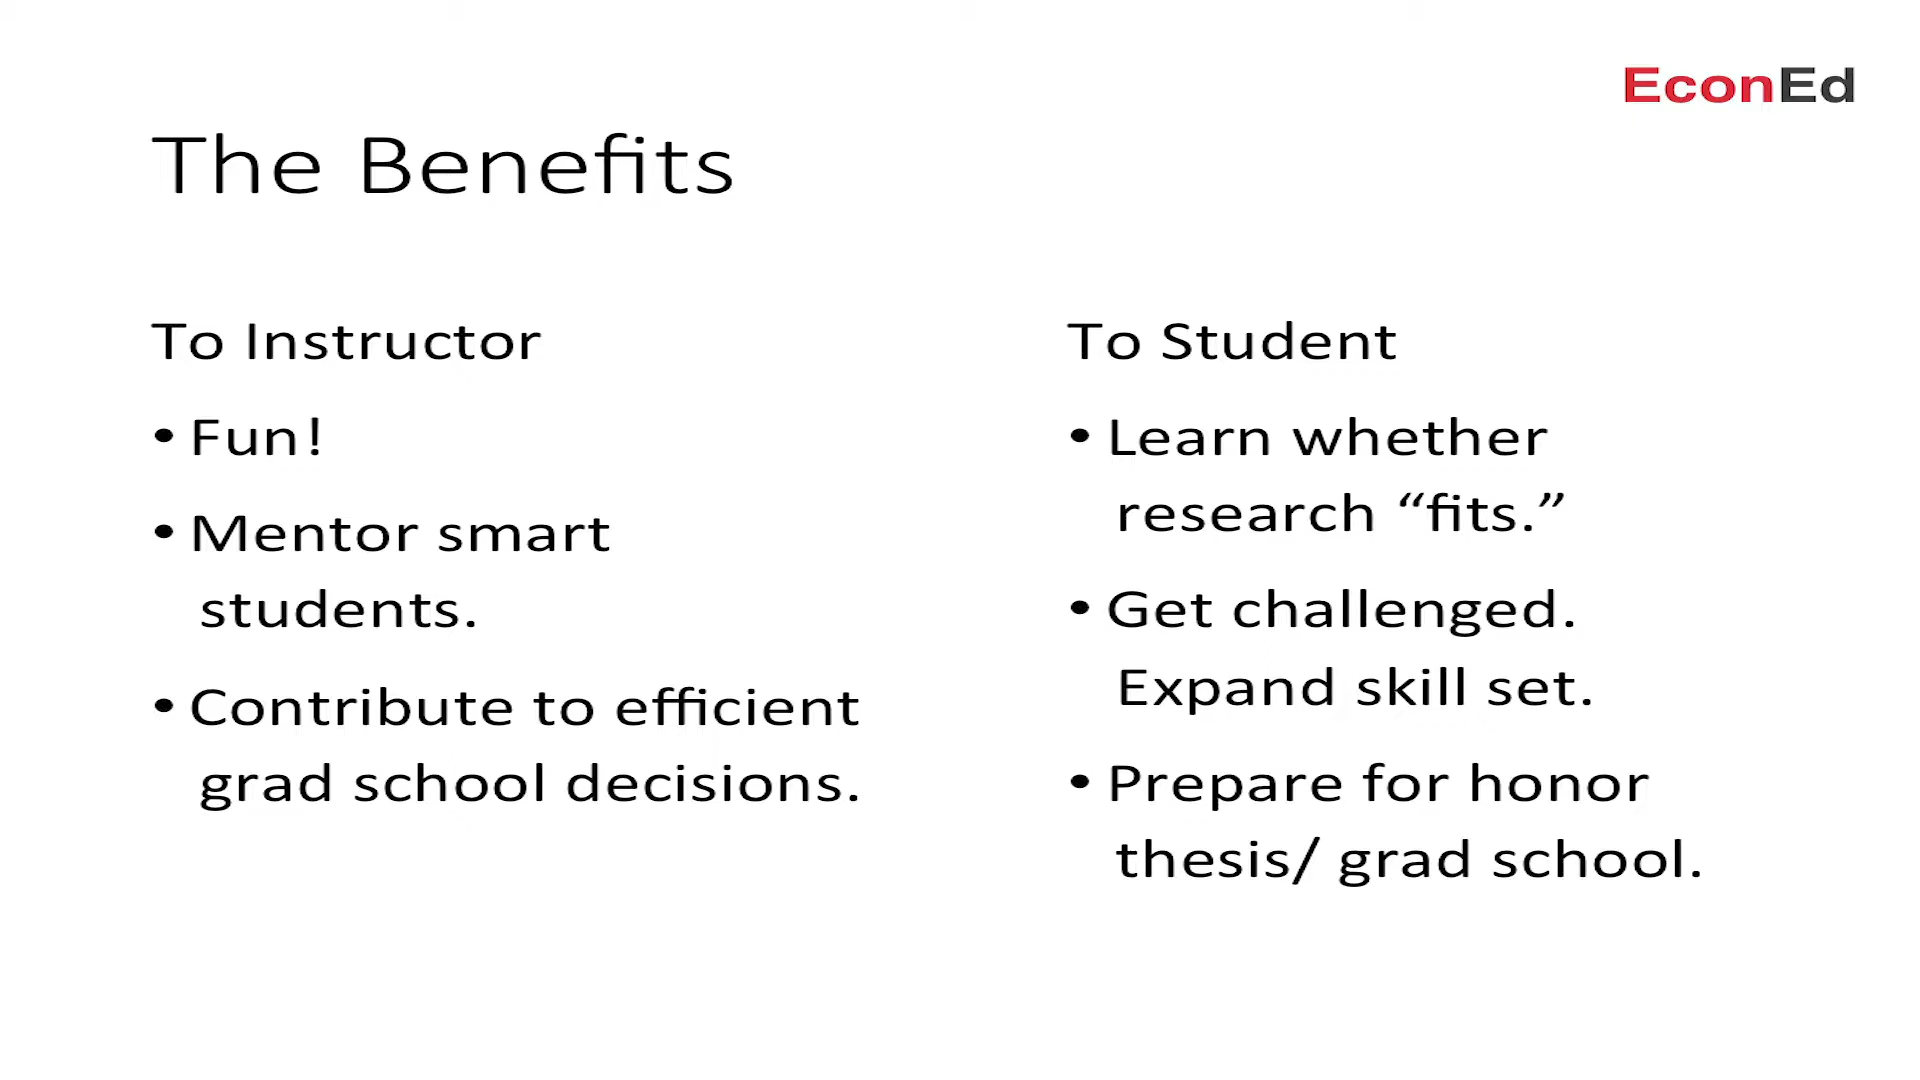 EconEd
The Benefits
To Instructor
• Fun!
• Mentor smart
students.
• Contribute to efficient
grad school decisions.
To Student
• Learn whether
research “fits.”
• Get challenged.
Expand skill set.
• Prepare for honor
thesis/ grad school.